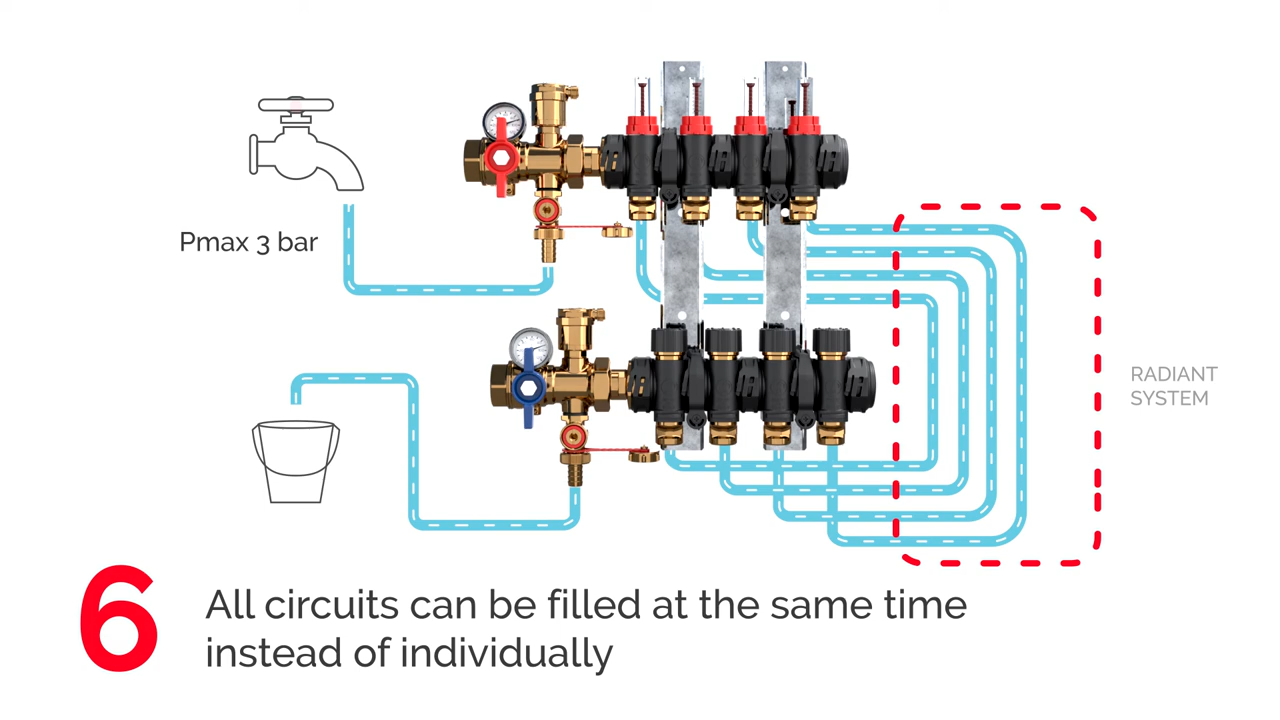 Pmax 3 bar
RADIANT
SYSTEM
6
All circuits can be filled at the same time
instead of individually